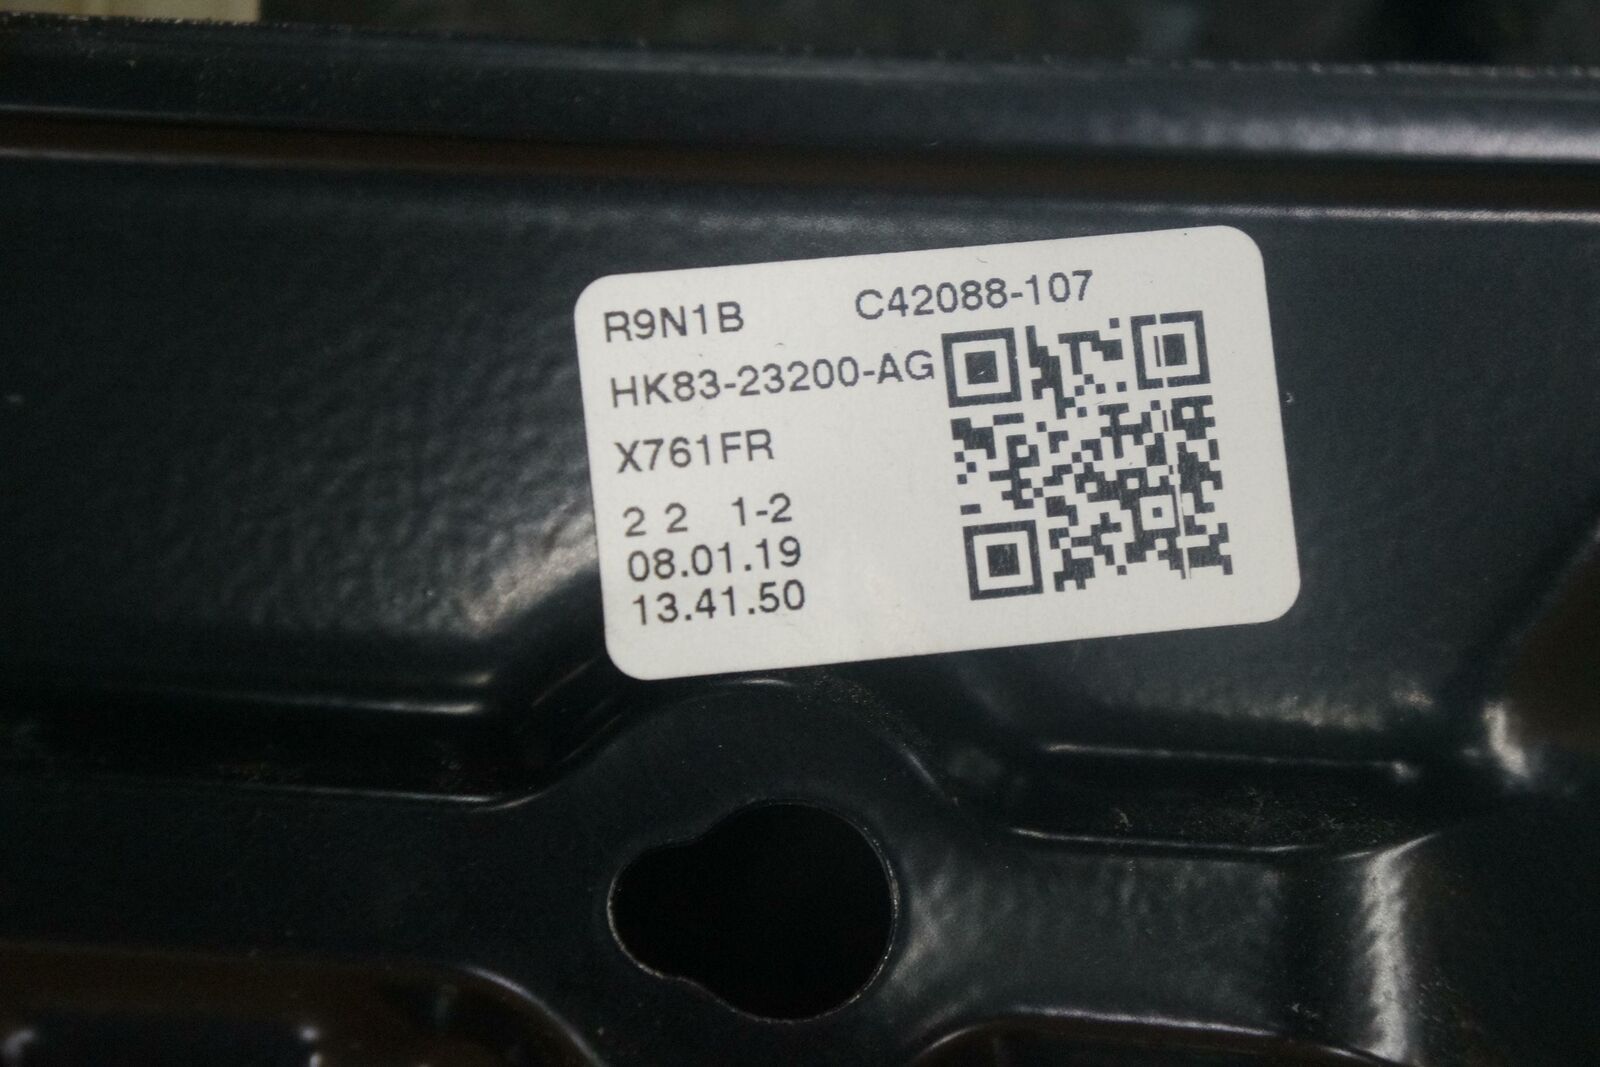 R9N1B C42088-107
HK83-23200-AG
X761FR
2 2 1-2
08.01.19
13.41.50